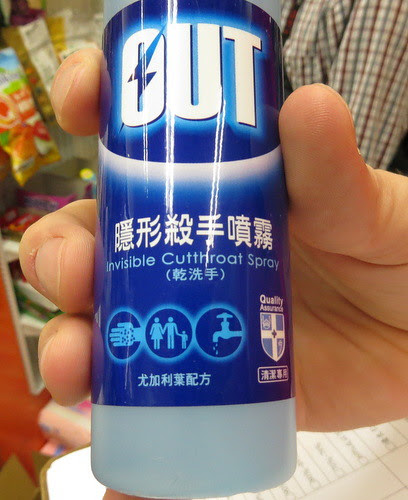 OUT
隱形殺手噴霧
Invisible Cutthroat Spray
(乾洗手)
Quality
Assurance
清潔專用
尤加利葉配方